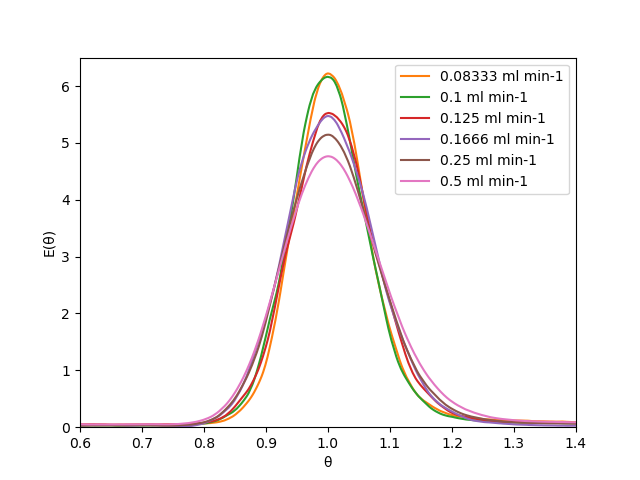 0.08333 ml min-1
0.1 ml min-1
0.125 ml min-1
0.1666 ml min-1
0.25 ml min-1
0.5 ml min-1
6
5
4
3
2
1
0
E(θ)
0.6 0.7 0.8 0.9 1.0 1.1 1.2 1.3 1.4
θ